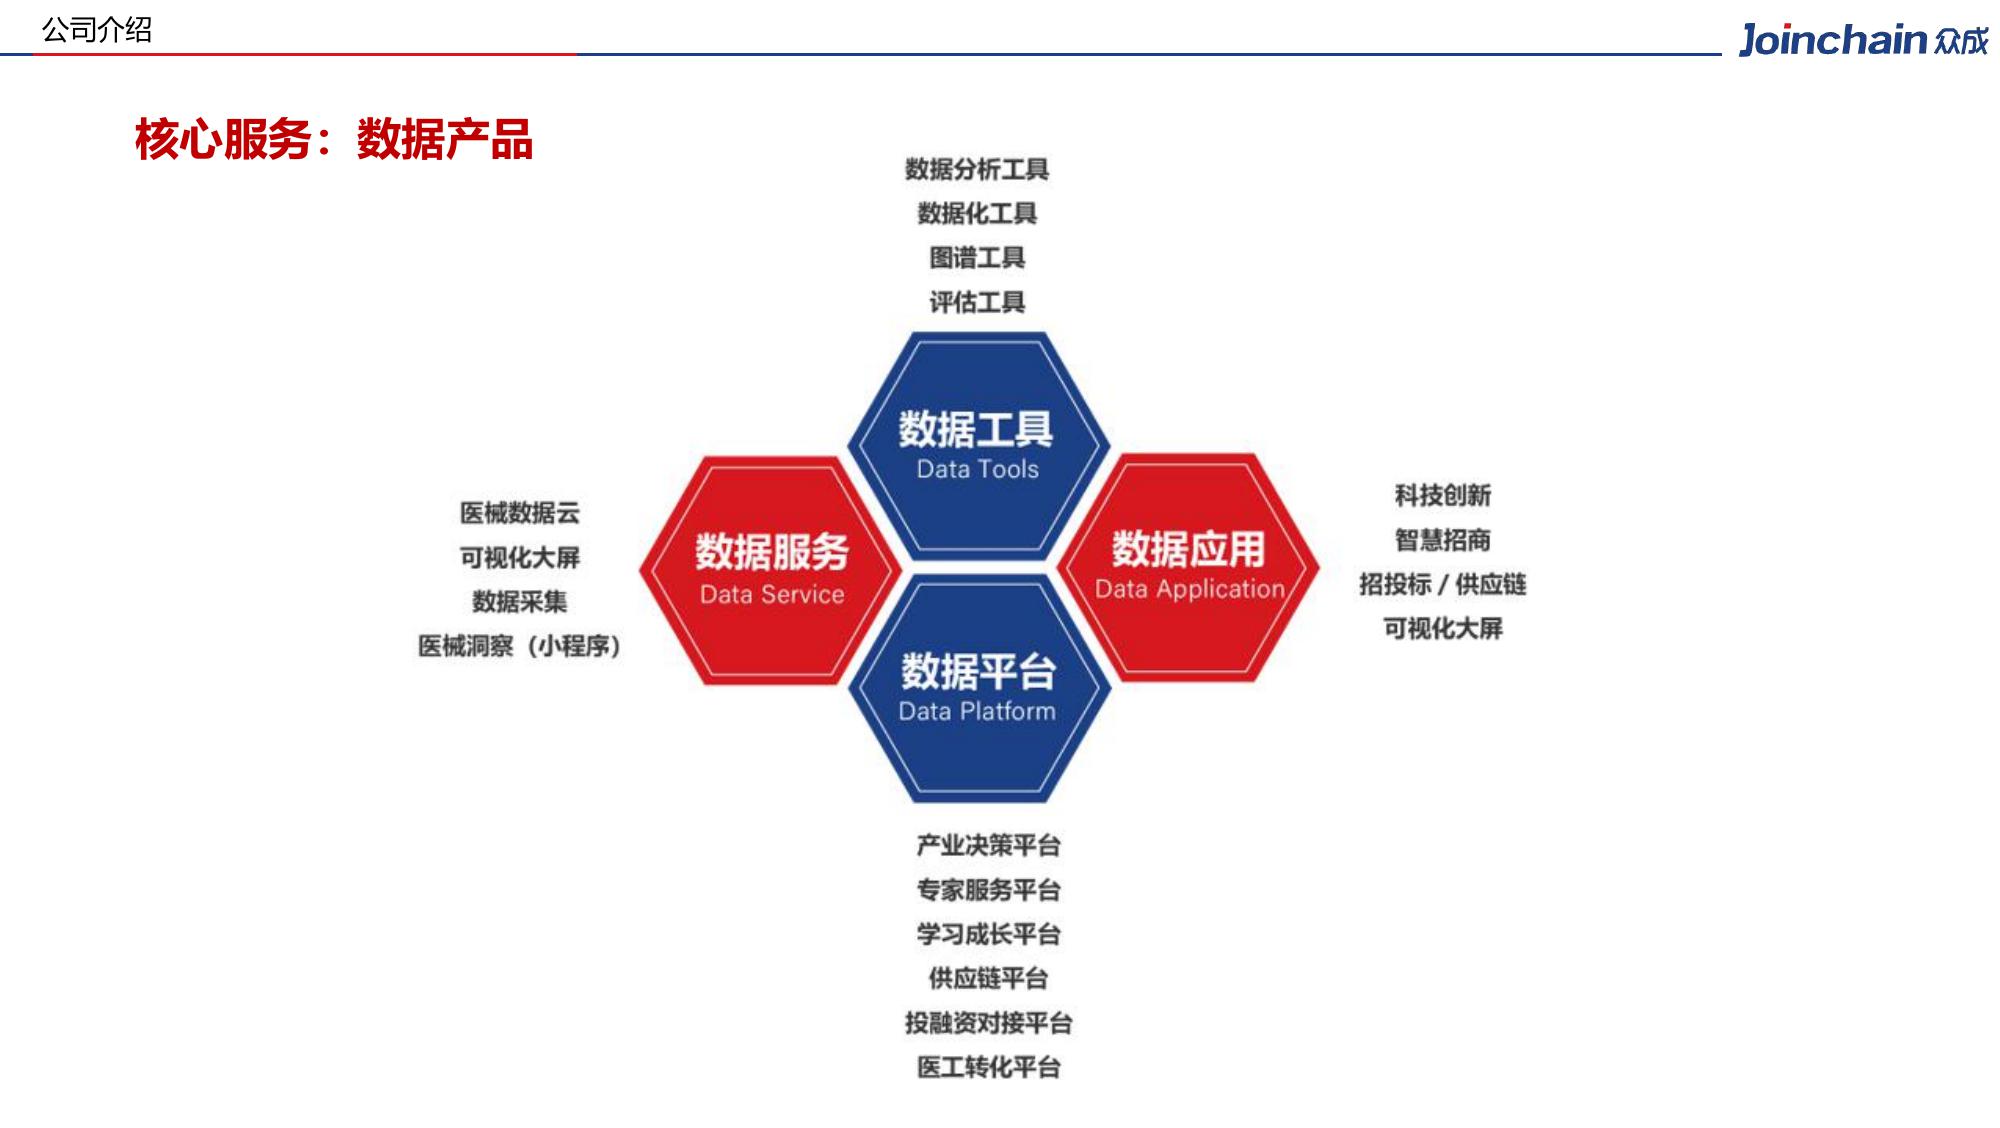 公司介绍
Joinchain 众成
核心服务：数据产品
数据分析工具
数据化工具
图谱工具
评估工具
数据工具
Data Tools
医械数据云
可视化大屏
数据采集
医械洞察（小程序）
数据服务
Data Service
数据应用
Data Application
科技创新
智慧招商
招投标 / 供应链
可视化大屏
数据平台
Data Platform
产业决策平台
专家服务平台
学习成长平台
供应链平台
投融资对接平台
医工转化平台